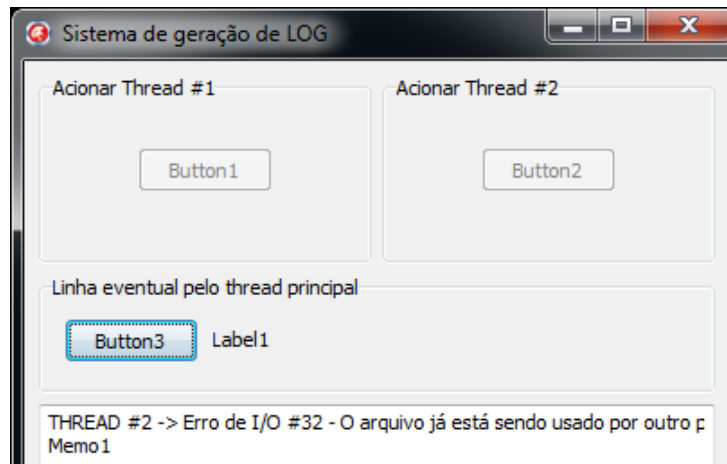 Sistema de geração de LOG
Acionar Thread #1
Acionar Thread #2
Button1
Button2
Linha eventual pelo thread principal
Button3
Label1
THREAD #2 -> Erro de I/O #32 - O arquivo já está sendo usado por outro p
Memo1